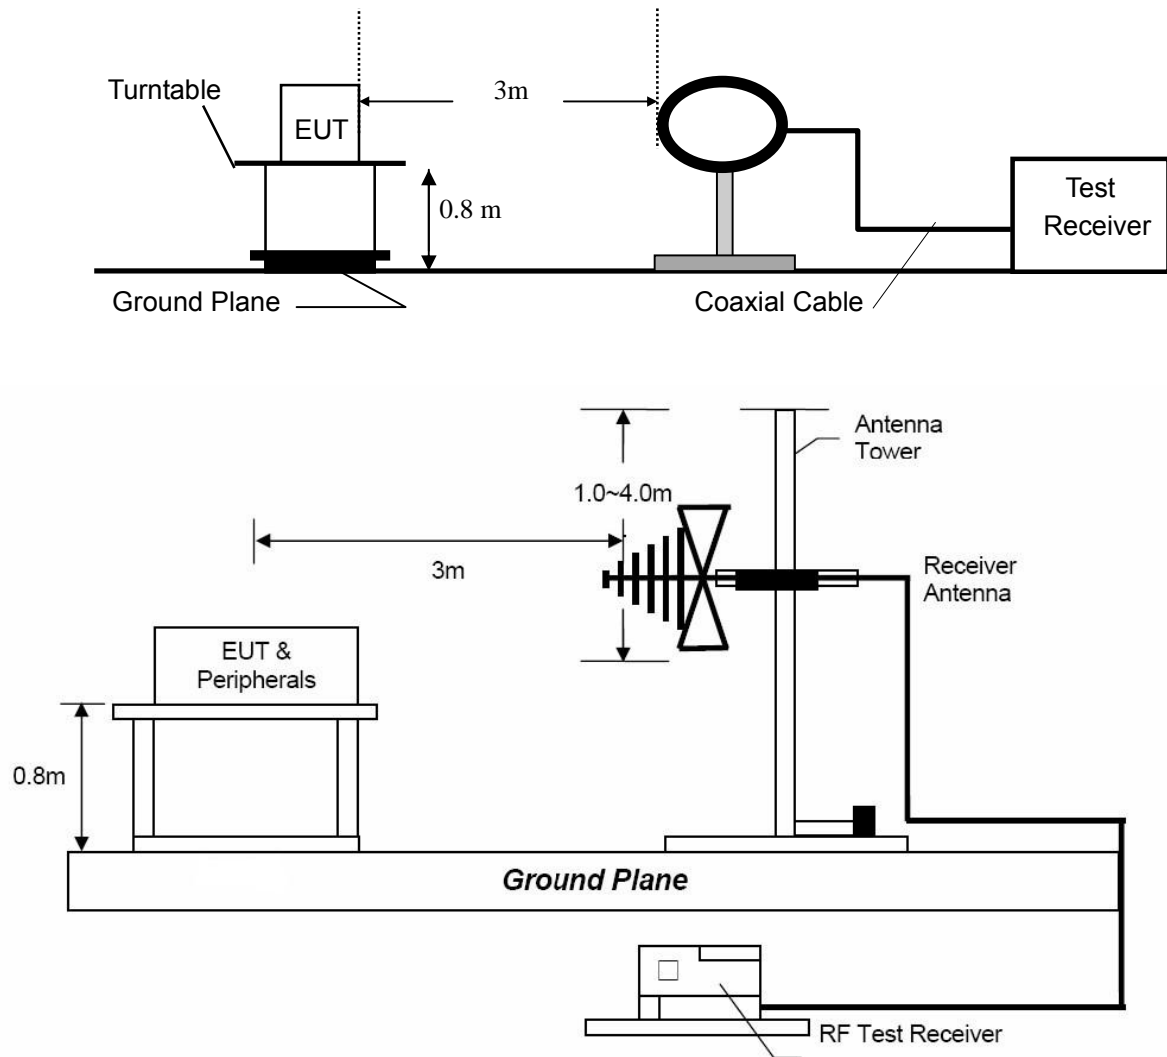 Turntable
3m
EUT
0.8 m
Test
Receiver
Ground Plane
Coaxial Cable
Antenna
Tower
1.0~4.0m
3m
Receiver
Antenna
EUT &
Peripherals
0.8m
Ground Plane
RF Test Receiver